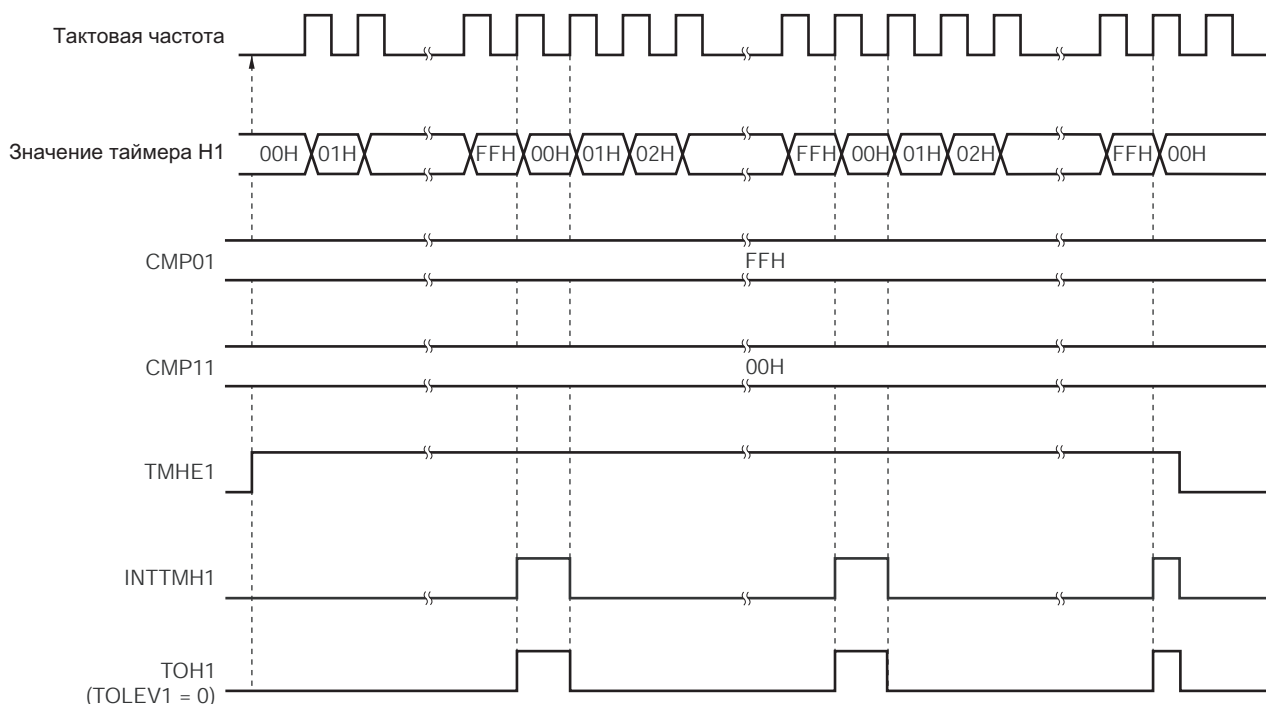 Тактовая частота
Значение таймера H1
00H 01H FFH 00H 01H 02H FFH 00H 01H 02H FFH 00H
CMP01
FFH
CMP11
00H
TMHE1
INTTMH1
TOH1
(TOLEV1 = 0)